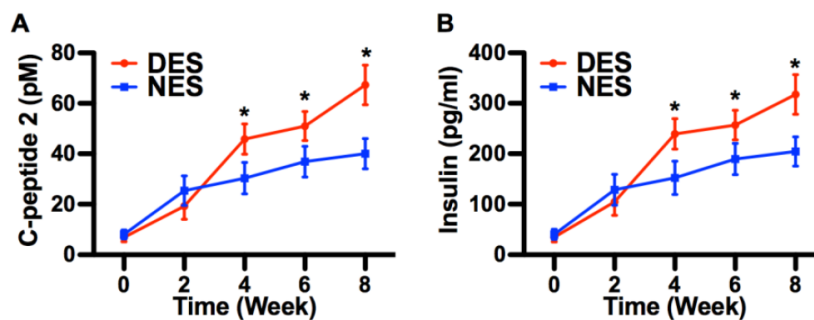 A
C-peptide 2 (pM)
80
60
40
20
0
DES
NES
*
*
*
0 2 4 6 8
Time (Week)
B
Insulin (pg/ml)
400
300
200
100
0
DES
NES
*
*
*
0 2 4 6 8
Time (Week)